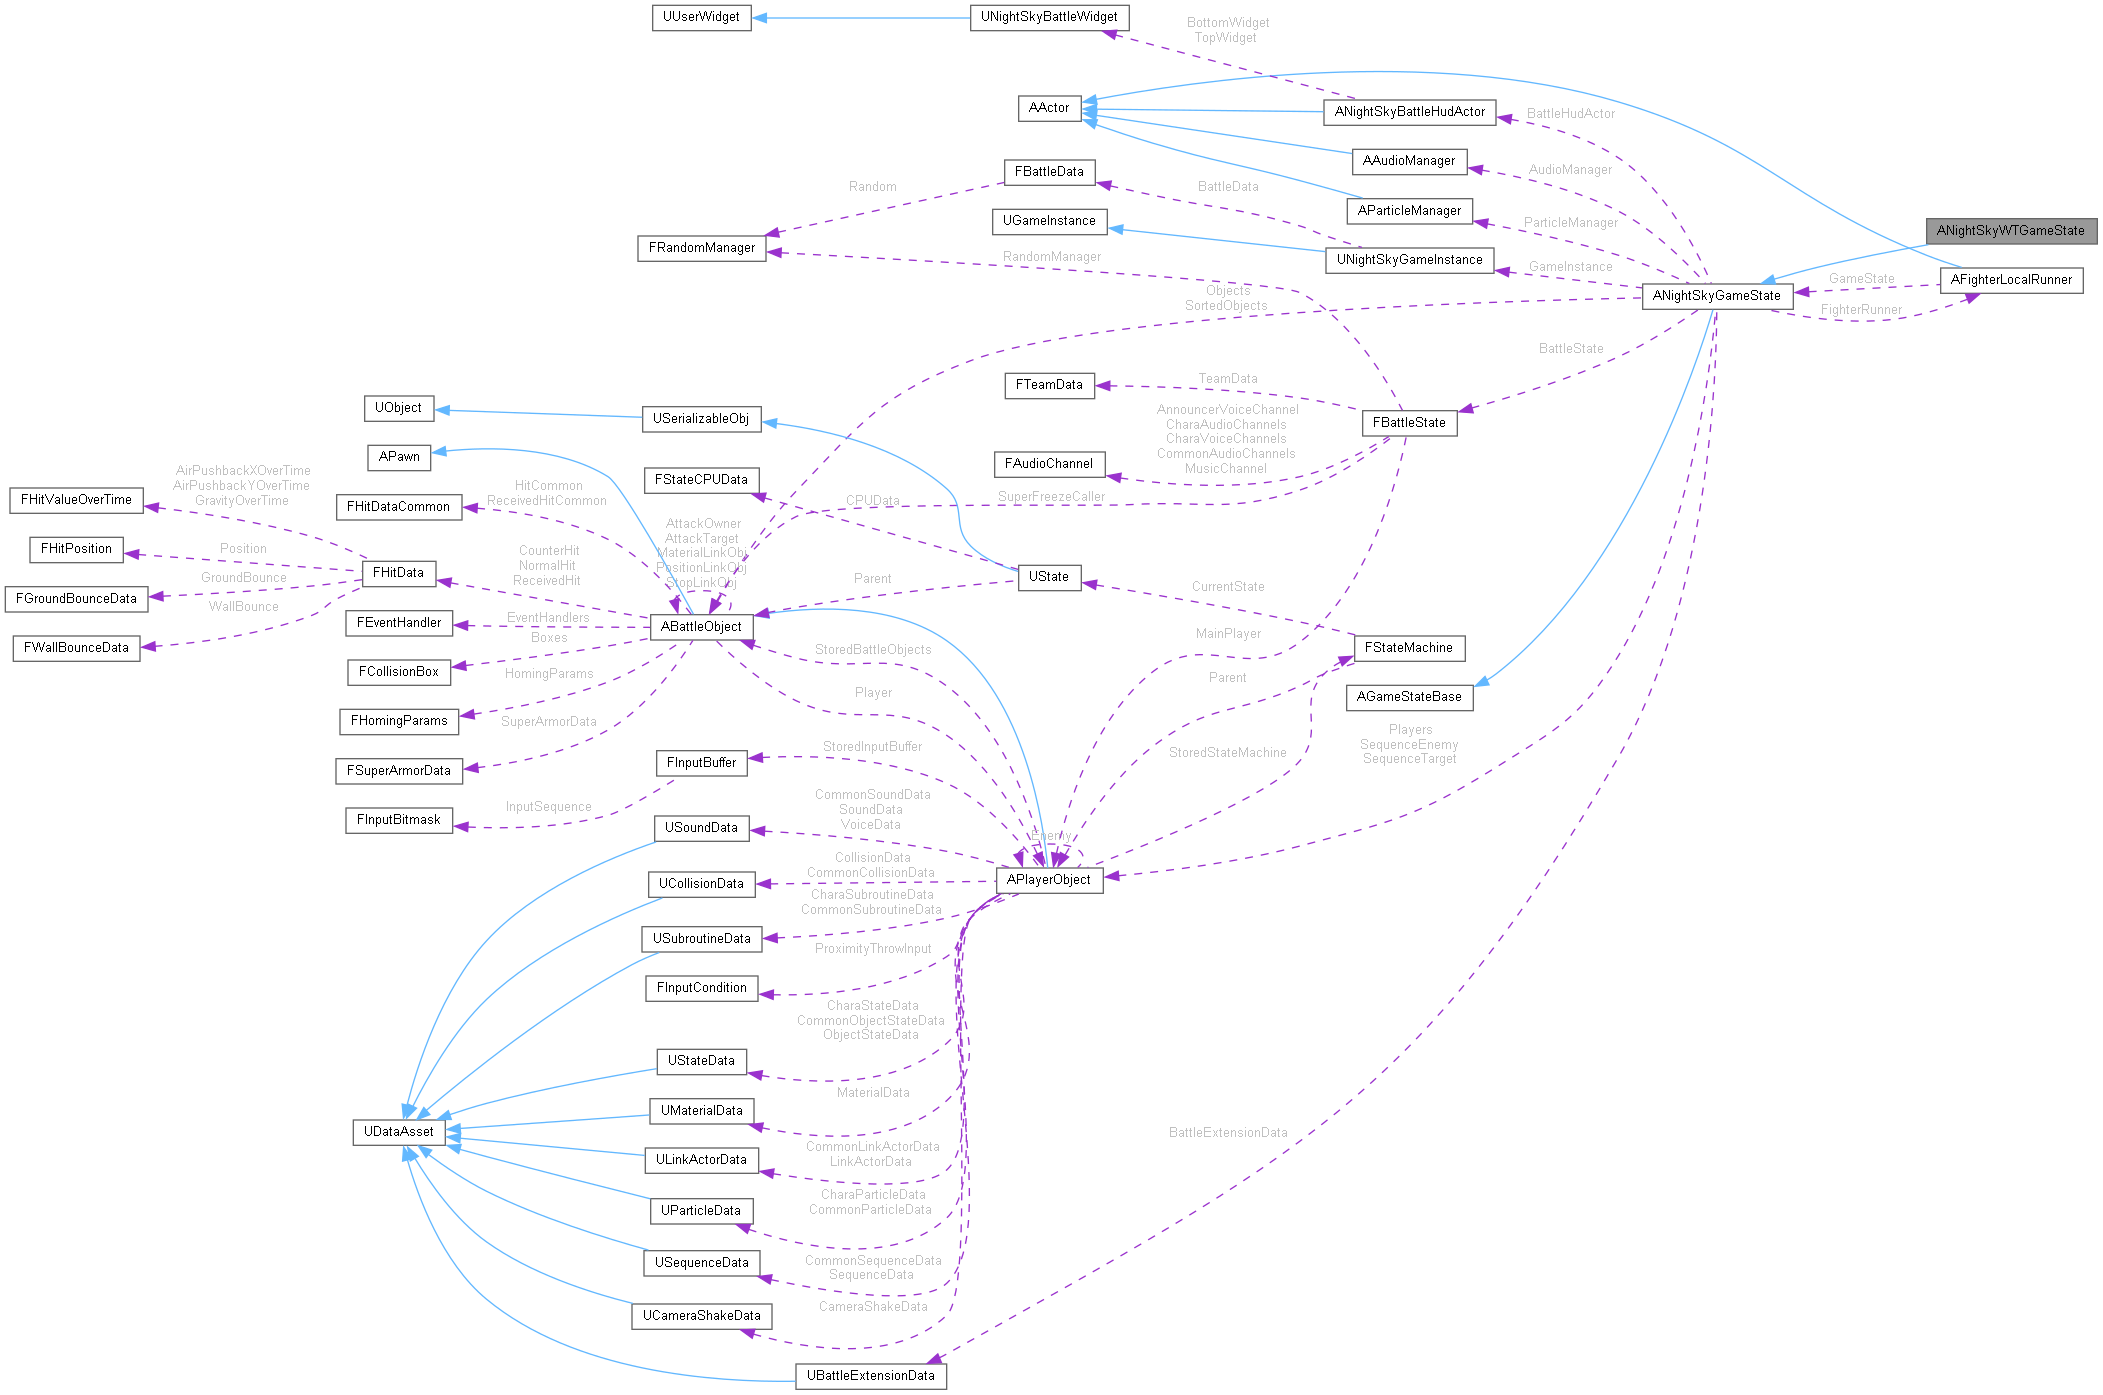 UUserWidget
UNightSkyBattleWidget
BottomWidget
TopWidget
AActor
ANightSkyBattleHudActor
BattleHudActor
FBattleData
AAudioManager
AudioManager
Random
BattleData
AParticleManager
ParticleManager
UGameInstance
FRandomManager
RandomManager
UNightSkyGameInstance
GameInstance
ANightSkyWTGameState
ANightSkyGameState
GameState
AFighterLocalRunner
FighterRunner
Objects
SortedObjects
BattleState
UObject
USerializableObj
FTeamData
TeamData
FBattleState
APawn
AnnouncerVoiceChannel
CharaAudioChannels
CharaVoiceChannels
CommonAudioChannels
MusicChannel
FAudioChannel
AirPushbackXOverTime
AirPushbackYOverTime
GravityOverTime
FHitValueOverTime
FHitDataCommon
HitCommon
ReceivedHitCommon
FStateCPUData
CPUData
SuperFreezeCaller
AttackOwner
AttackTarget
MaterialLinkObj
PositionLinkObj
StopLinkObj
FHitPosition
Position
FHitData
CounterHit
NormalHit
ReceivedHit
FGroundBounceData
GroundBounce
WallBounce
FWallBounceData
Parent
UState
CurrentState
FEventHandler
EventHandlers
ABattleObject
Boxes
FCollisionBox
HomingParams
FHomingParams
SuperArmorData
FSuperArmorData
StoredBattleObjects
Player
MainPlayer
FStateMachine
Parent
AGameStateBase
StoredStateMachine
Players
SequenceEnemy
SequenceTarget
FInputBuffer
StoredInputBuffer
FInputBitmask
InputSequence
USoundData
CommonSoundData
SoundData
VoiceData
Enemy
APlayerObject
UCollisionData
CollisionData
CommonCollisionData
USubroutineData
CharaSubroutineData
CommonSubroutineData
FInputCondition
ProximityThrowInput
CharaStateData
CommonObjectStateData
ObjectStateData
UStateData
UMaterialData
MaterialData
UDataAsset
ULinkActorData
CommonLinkActorData
LinkActorData
BattleExtensionData
UParticleData
CharaParticleData
CommonParticleData
USequenceData
CommonSequenceData
SequenceData
UCameraShakeData
CameraShakeData
UBattleExtensionData